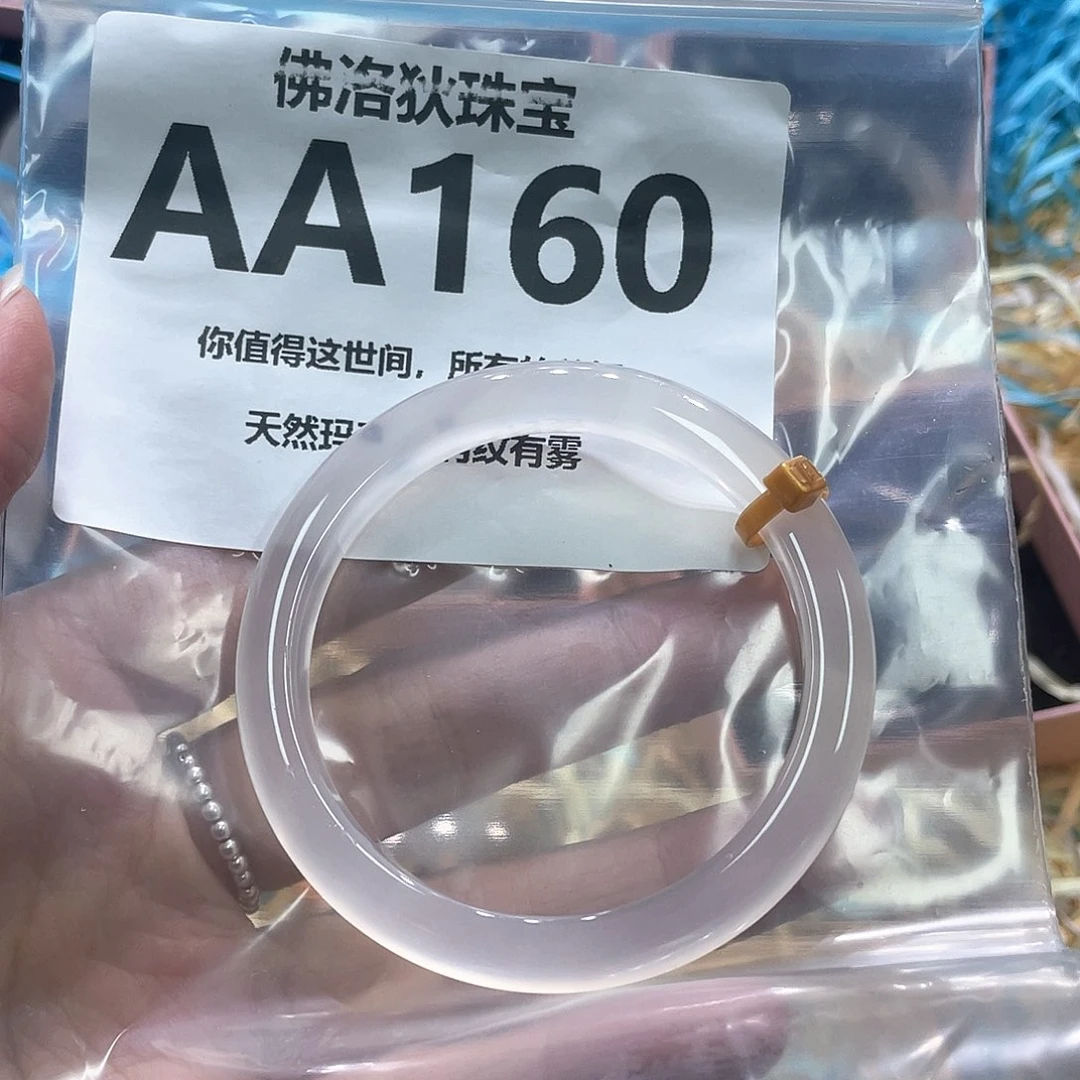 佛洛狄珠宝
AA160
你值得这世间，所有
天然玛 有纹有雾